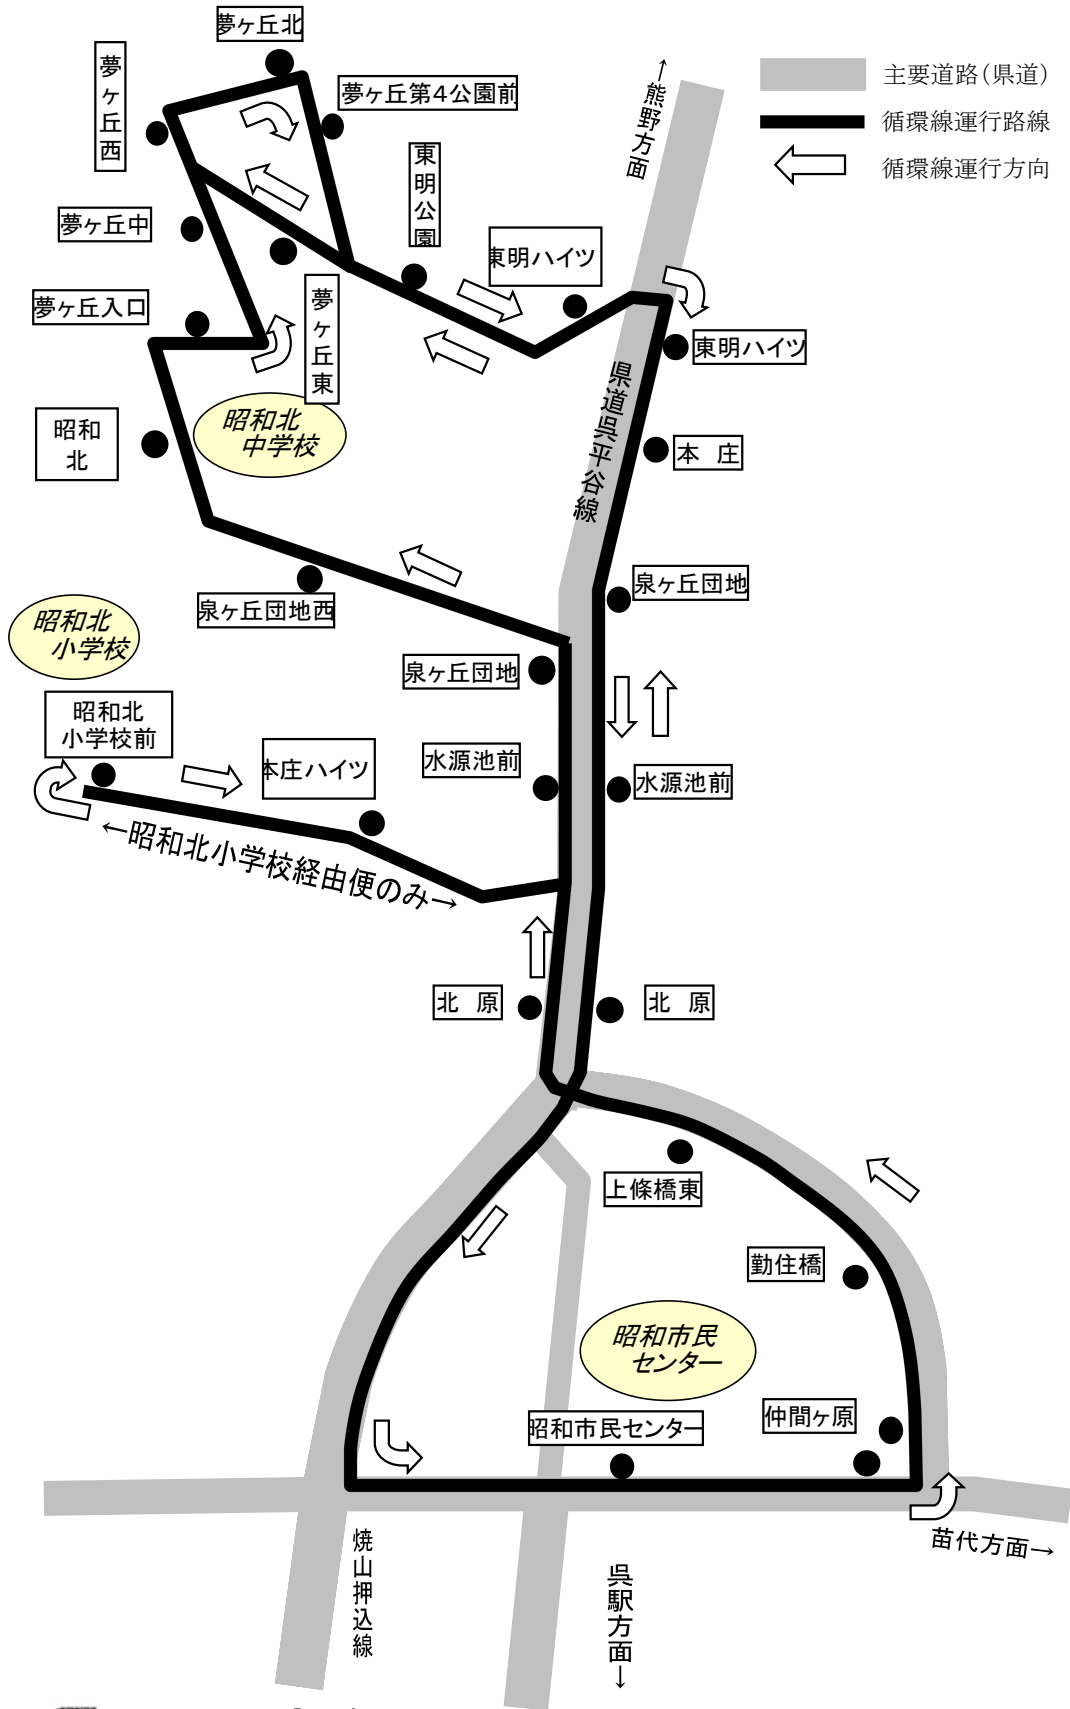 夢ヶ丘北
夢ヶ丘西
夢ヶ丘第4公園前
←熊野方面
主要道路(県道)
循環線運行路線
循環線運行方向
東明公園
夢ヶ丘中
東明ハイツ
夢ヶ丘入口
夢ヶ丘東
東明ハイツ
県道呉平谷線
昭和
北
昭和北
中学校
本 庄
泉ヶ丘団地
泉ヶ丘団地西
昭和北
小学校
泉ヶ丘団地
昭和北
小学校前
本庄ハイツ
水源池前
水源池前
←昭和北小学校経由便のみ→
北 原
北 原
上條橋東
勤住橋
昭和市民
センター
仲間ヶ原
昭和市民センター
焼山押込線
呉駅方面→
苗代方面→